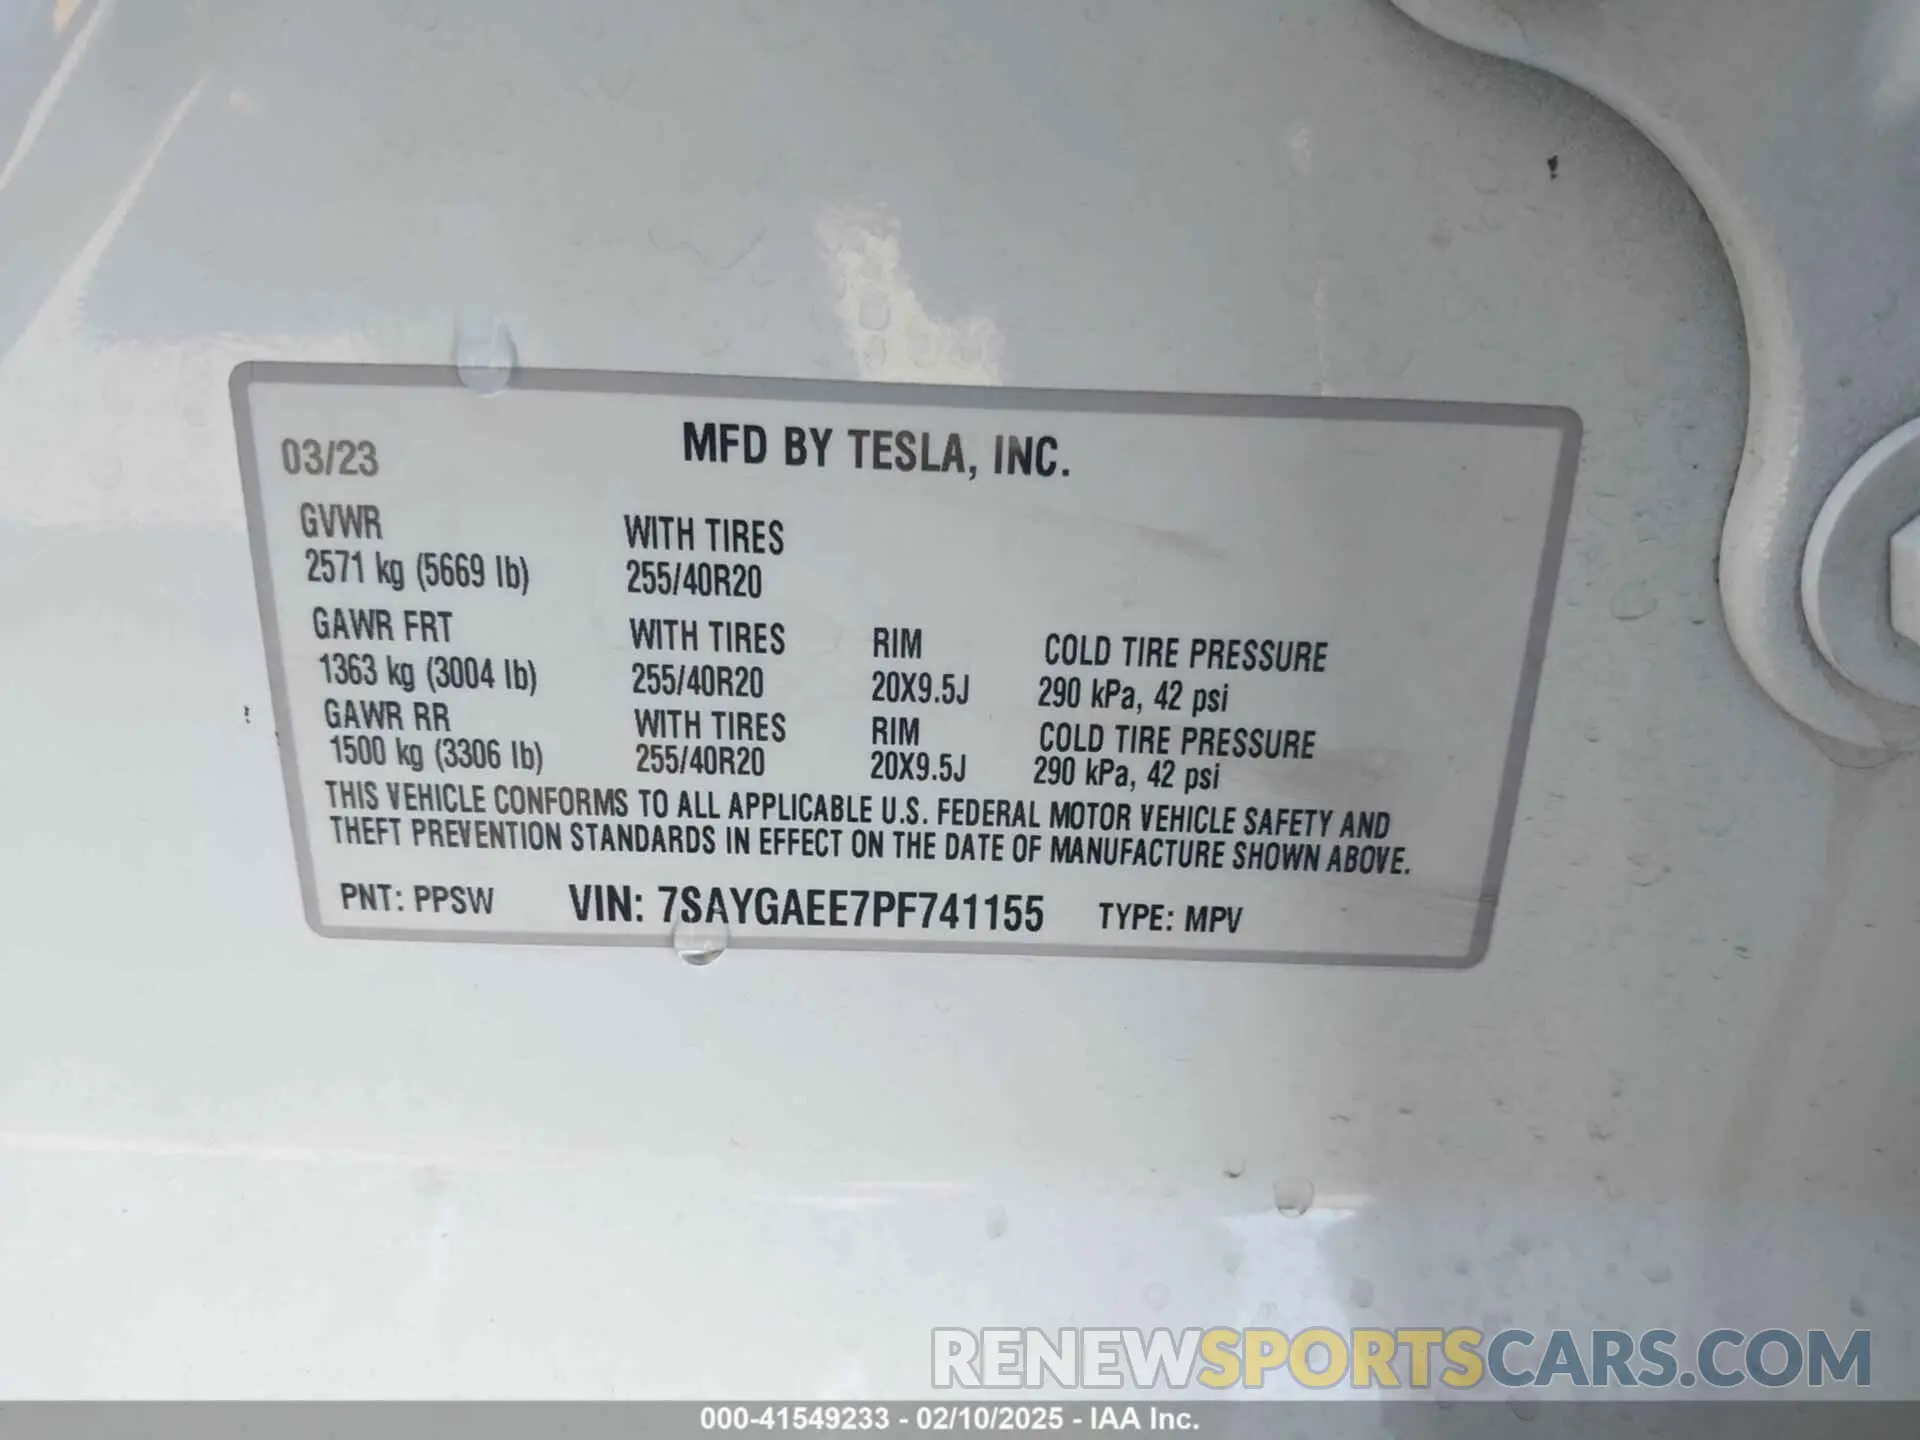 03/23 MFD BY TESLA, INC.
GVWR WITH TIRES
2571 kg (5669 lb) 255/40R20
GAWR FRT WITH TIRES RIM COLD TIRE PRESSURE
1363 kg (3004 lb) 255/40R20 20X9.5J 290 kPa, 42 psi
GAWR RR WITH TIRES RIM COLD TIRE PRESSURE
1500 kg (3306 lb) 255/40R20 20X9.5J 290 kPa, 42 psi
THIS VEHICLE CONFORMS TO ALL APPLICABLE U.S. FEDERAL MOTOR VEHICLE SAFETY AND
THEFT PREVENTION STANDARDS IN EFFECT ON THE DATE OF MANUFACTURE SHOWN ABOVE.
PNT: PPSW VIN: 7SAYGAEE7PF741155 TYPE: MPV
RENEWSPORTSCARS.COM
000-41549233 - 02/10/2025 - IAA Inc.